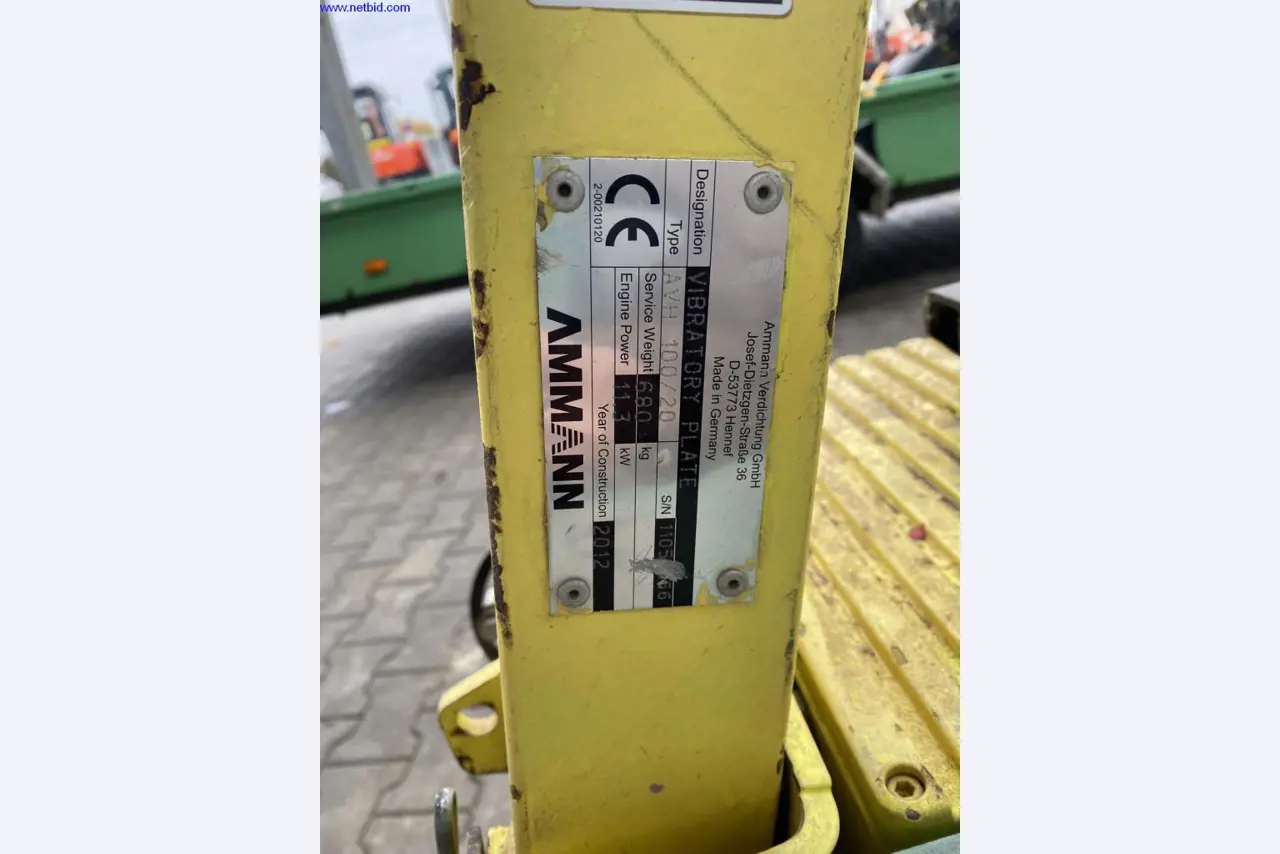 www.netbid.com
Ammann Verdichtung GmbH
Josef-Dietzgen-Straße 36
D-53773 Hennef
Made in Germany
Designation VIBRATORY PLATE
Type AVH 100/20 S/N
Service Weight 680 kg
Engine Power 11.3 kW
Year of Construction 2012
CE
2-00210120
AMMANN